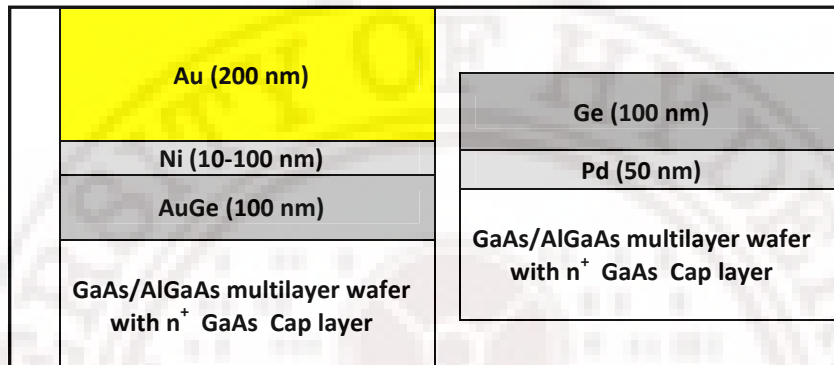 Au (200 nm)
Ni (10-100 nm)
AuGe (100 nm)
GaAs/AlGaAs multilayer wafer
with n⁺ GaAs Cap layer
Ge (100 nm)
Pd (50 nm)
GaAs/AlGaAs multilayer wafer
with n⁺ GaAs Cap layer